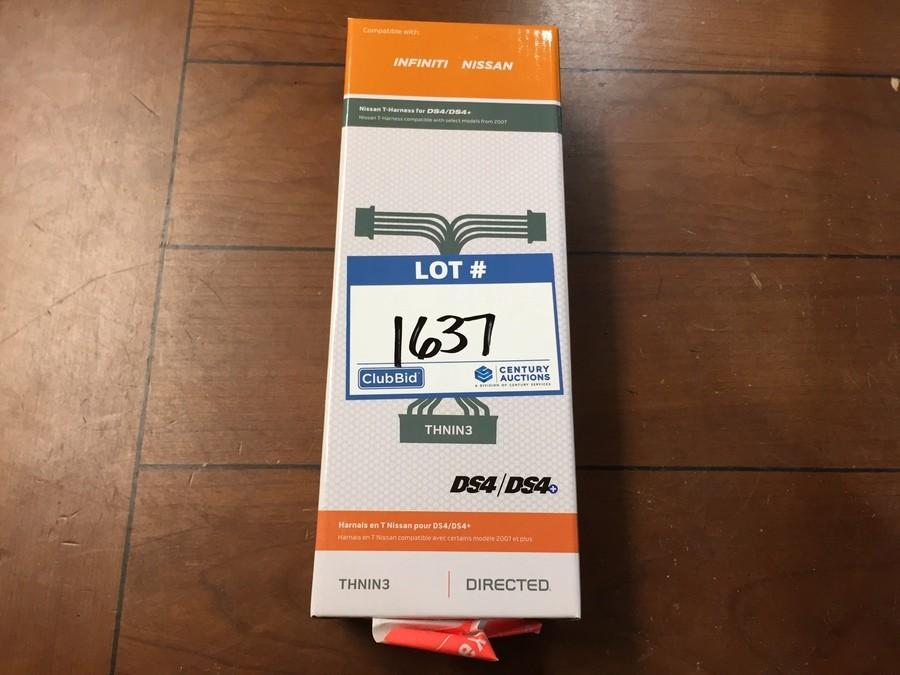 Compatible with:
INFINITI NISSAN
Nissan T-Harness for DS4/DS4+
Nissan T-Harness compatible with select models from 2007
LOT #
1637
ClubBid
CENTURY
AUCTIONS
A DIVISION OF CENTURY SERVICES
THNIN3
DS4/DS4+
Harnais en T Nissan pour DS4/DS4+
Harnais en T Nissan compatible avec certains modèle 2007 et plus
THNIN3 DIRECTED.